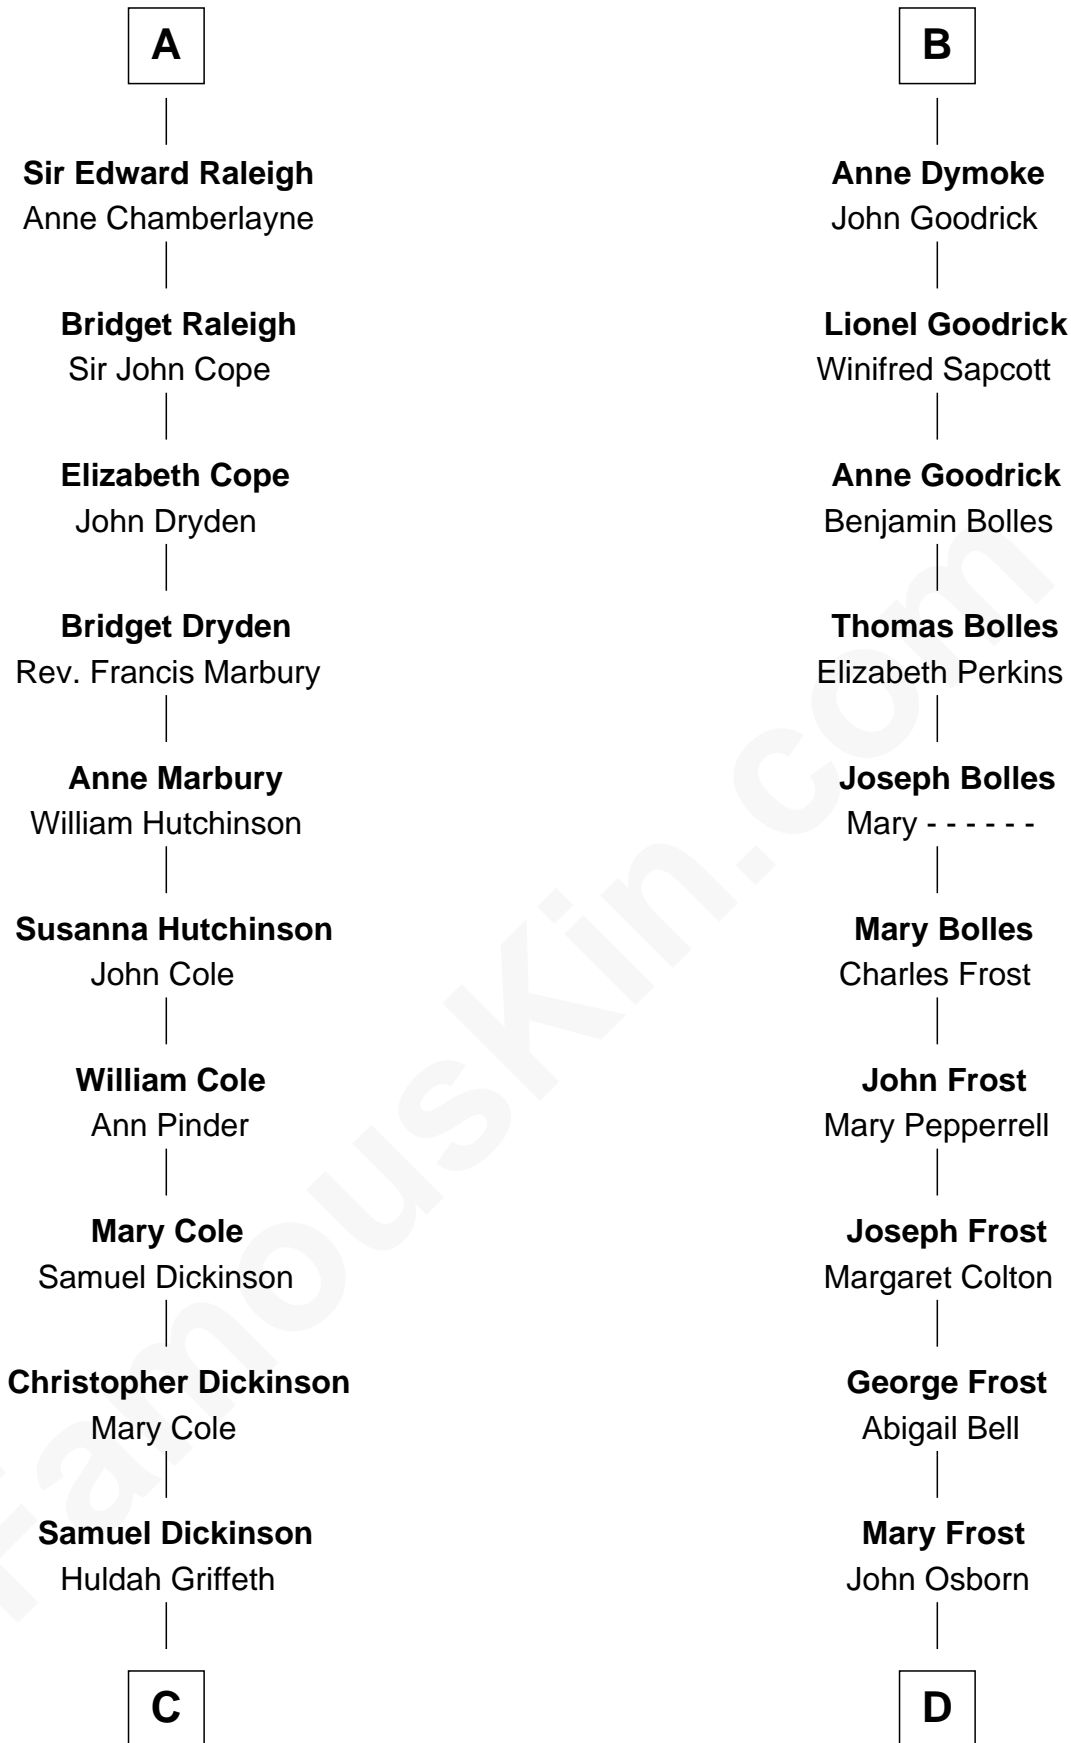 A
Sir Edward Raleigh
Anne Chamberlayne
Bridget Raleigh
Sir John Cope
Elizabeth Cope
John Dryden
Bridget Dryden
Rev. Francis Marbury
Anne Marbury
William Hutchinson
Susanna Hutchinson
John Cole
William Cole
Ann Pinder
Mary Cole
Samuel Dickinson
Christopher Dickinson
Mary Cole
Samuel Dickinson
Huldah Griffeth
C
B
Anne Dymoke
John Goodrick
Lionel Goodrick
Winifred Sapcott
Anne Goodrick
Benjamin Bolles
Thomas Bolles
Elizabeth Perkins
Joseph Bolles
Mary - - - - - -
Mary Bolles
Charles Frost
John Frost
Mary Pepperrell
Joseph Frost
Margaret Colton
George Frost
Abigail Bell
Mary Frost
John Osborn
D
FamousKin.com